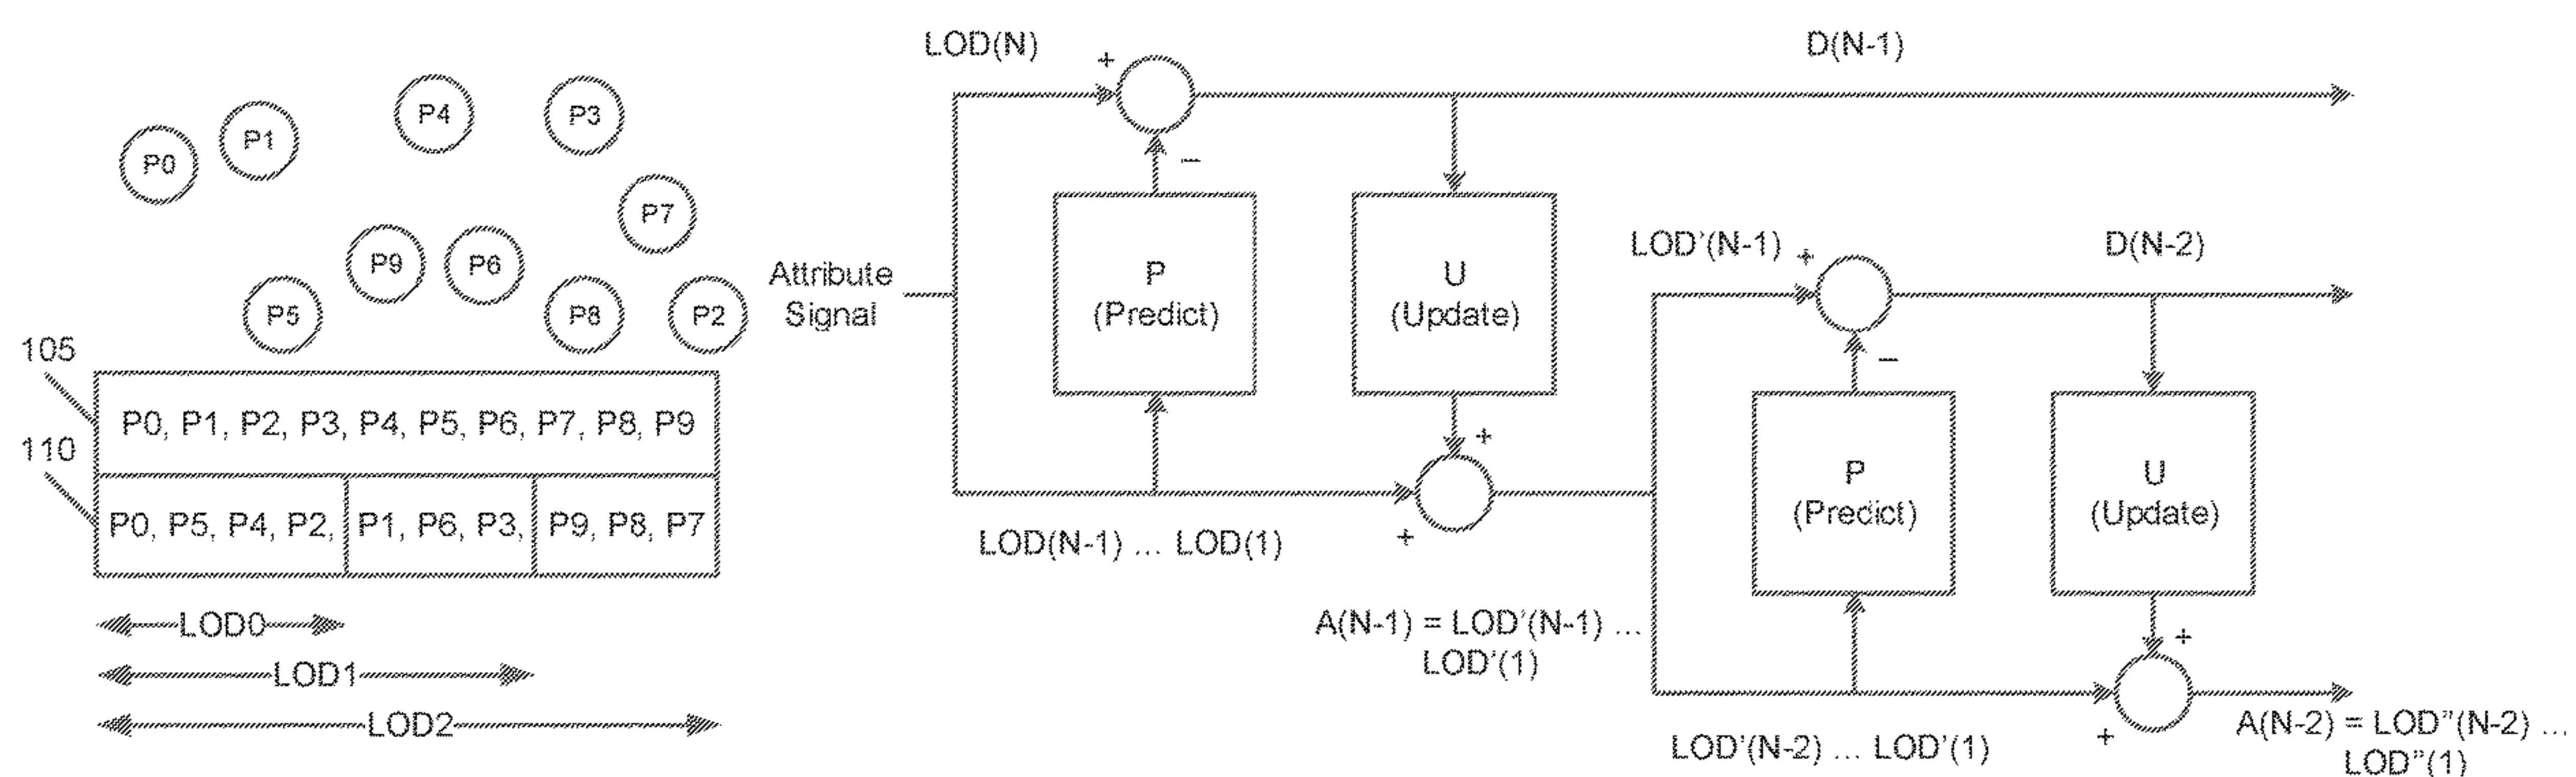 P0
P1
P4
P3
P7
P9
P6
P5
P8
P2
105
110
P0, P1, P2, P3, P4, P5, P6, P7, P8, P9
P0, P5, P4, P2,
P1, P6, P3,
P9, P8, P7
LOD0
LOD1
LOD2
Attribute
Signal
LOD(N)
+
D(N-1)
−
P
(Predict)
U
(Update)
+
+
LOD(N-1) ... LOD(1)
LOD'(N-1)
+
D(N-2)
−
P
(Predict)
U
(Update)
A(N-1) = LOD'(N-1) ...
LOD'(1)
+
+
LOD'(N-2) ... LOD'(1)
A(N-2) = LOD"(N-2) ...
LOD"(1)